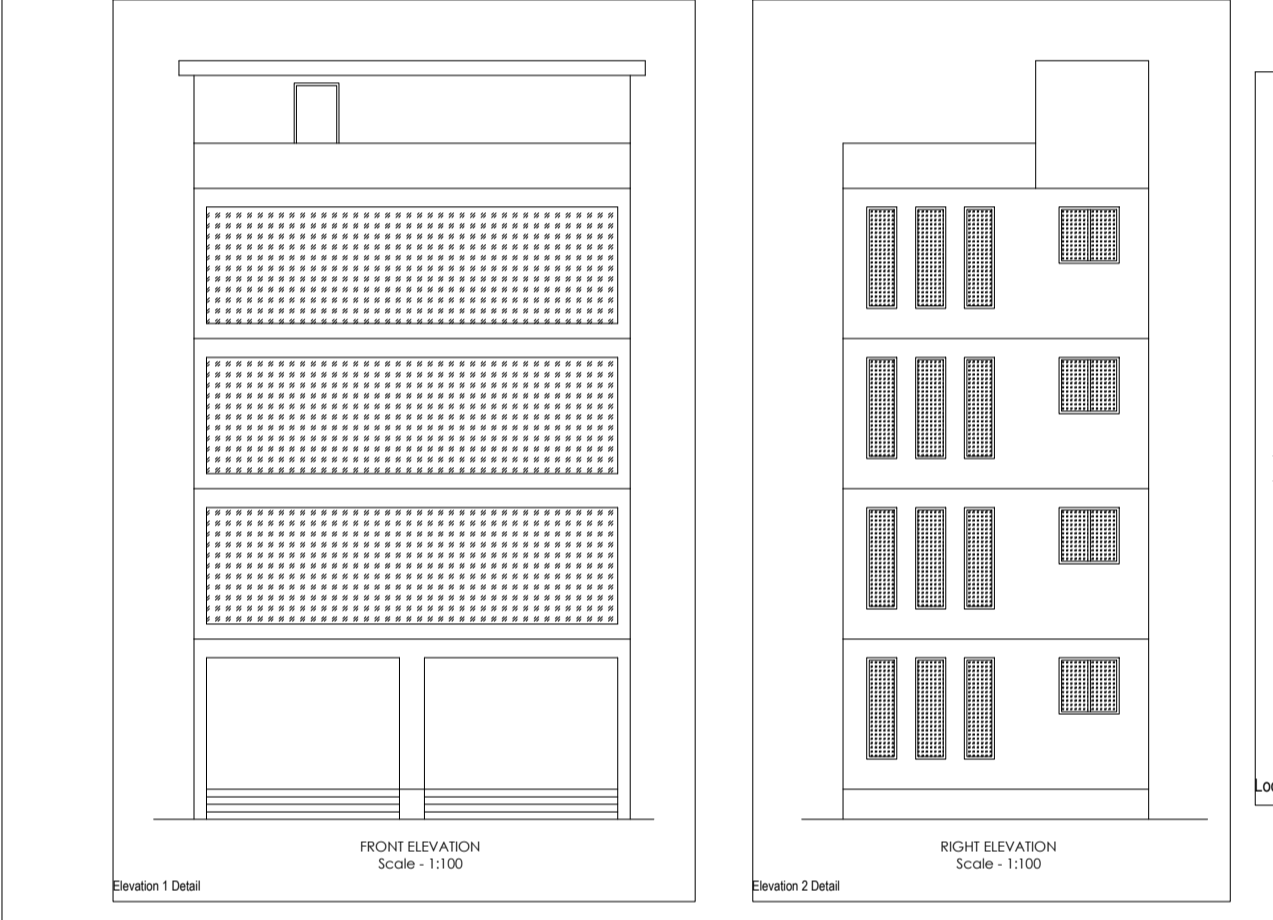 FRONT ELEVATION
Scale - 1:100
Elevation 1 Detail
RIGHT ELEVATION
Scale - 1:100
Elevation 2 Detail